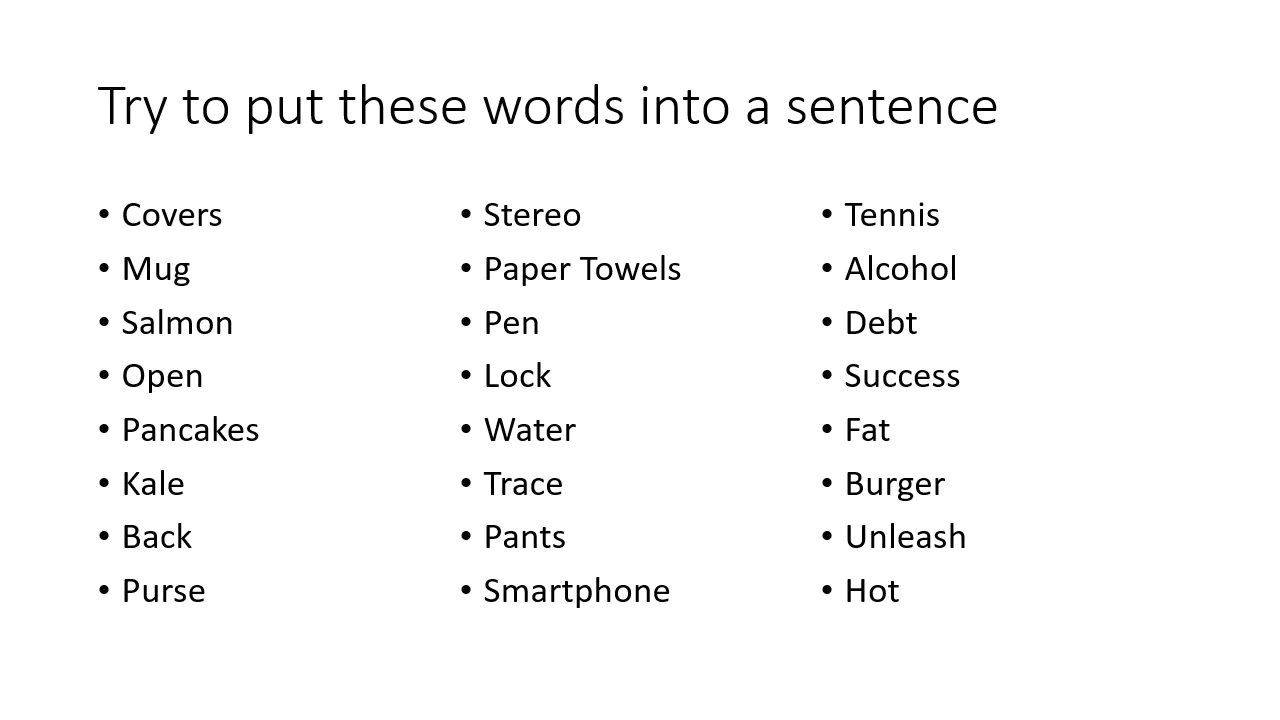 Try to put these words into a sentence
• Covers
• Mug
• Salmon
• Open
• Pancakes
• Kale
• Back
• Purse
• Stereo
• Paper Towels
• Pen
• Lock
• Water
• Trace
• Pants
• Smartphone
• Tennis
• Alcohol
• Debt
• Success
• Fat
• Burger
• Unleash
• Hot